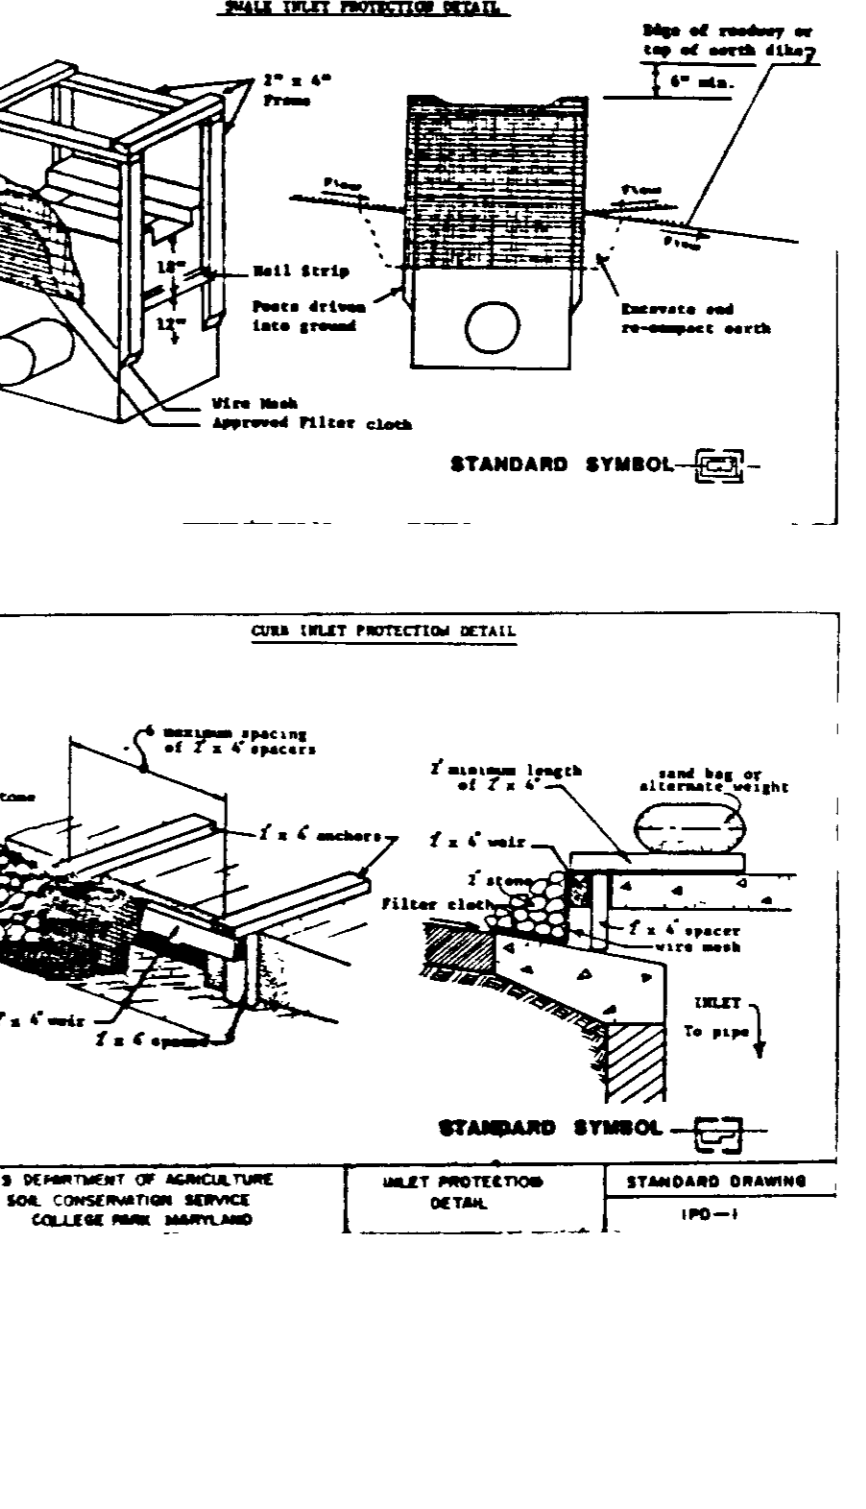 SWALE INLET PROTECTION DETAIL
Edge of roadway or
top of earth dike
6" min.
2" x 4"
Frame
Flow
Flow
Flow
18"
Nail Strip
12"
Posts driven
into ground
Excavate and
re-compact earth
Wire Mesh
Approved Filter cloth
STANDARD SYMBOL
CURB INLET PROTECTION DETAIL
6 maximum spacing
of 2" x 4" spacers
2' minimum length
of 2" x 4"
sand bag or
alternate weight
2" x 4" anchors
2" x 4" weir
2" stone
Filter cloth
2" x 4" spacer
wire mesh
x 4" weir
2" x 4" spacer
INLET
To pipe
STANDARD SYMBOL
S DEPARTMENT OF AGRICULTURE
SOIL CONSERVATION SERVICE
COLLEGE PARK MARYLAND
INLET PROTECTION
DETAIL
STANDARD DRAWING
IPD-1